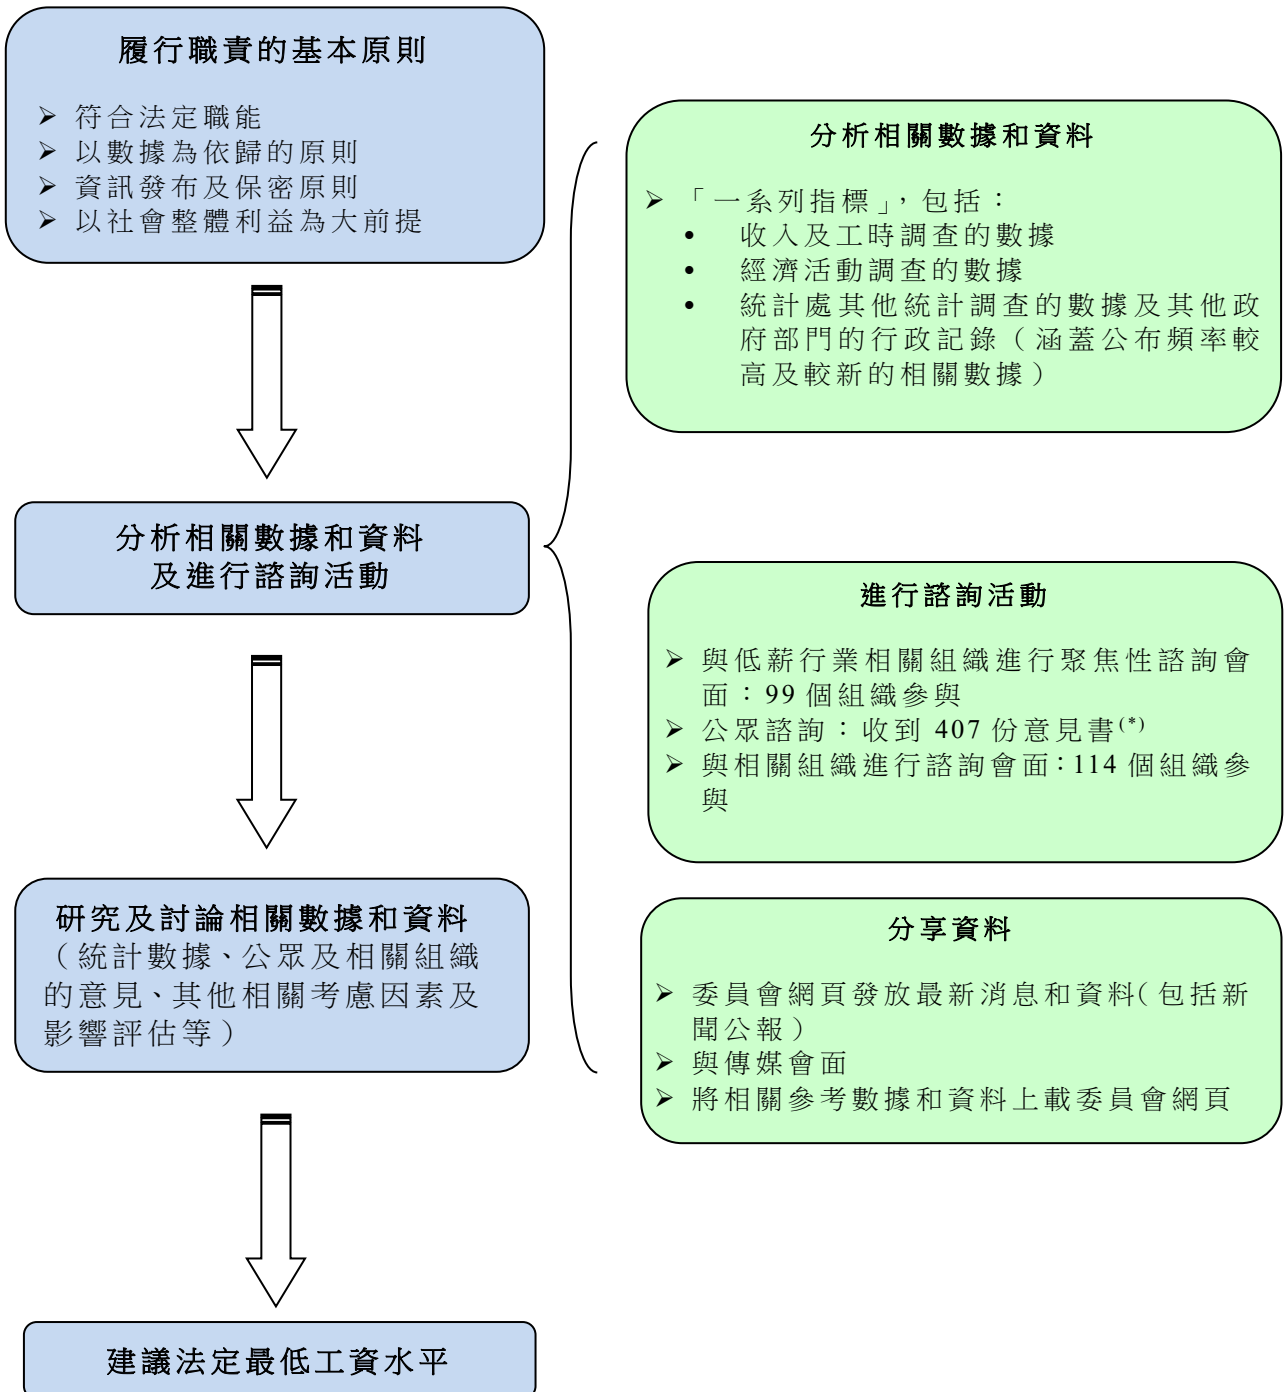 履行職責的基本原則
➢ 符合法定職能
➢ 以數據為依歸的原則
➢ 資訊發布及保密原則
➢ 以社會整體利益為大前提
分析相關數據和資料
及進行諮詢活動
研究及討論相關數據和資料
（統計數據、公眾及相關組織
的意見、其他相關考慮因素及
影響評估等）
建議法定最低工資水平
分析相關數據和資料
➢ 「一系列指標」，包括：
• 收入及工時調查的數據
• 經濟活動調查的數據
• 統計處其他統計調查的數據及其他政
府部門的行政記錄（涵蓋公布頻率較
高及較新的相關數據）
進行諮詢活動
➢ 與低薪行業相關組織進行聚焦性諮詢會
面：99 個組織參與
➢ 公眾諮詢：收到 407 份意見書(*)
➢ 與相關組織進行諮詢會面：114 個組織參
與
分享資料
➢ 委員會網頁發放最新消息和資料（包括新
聞公報）
➢ 與傳媒會面
➢ 將相關參考數據和資料上載委員會網頁